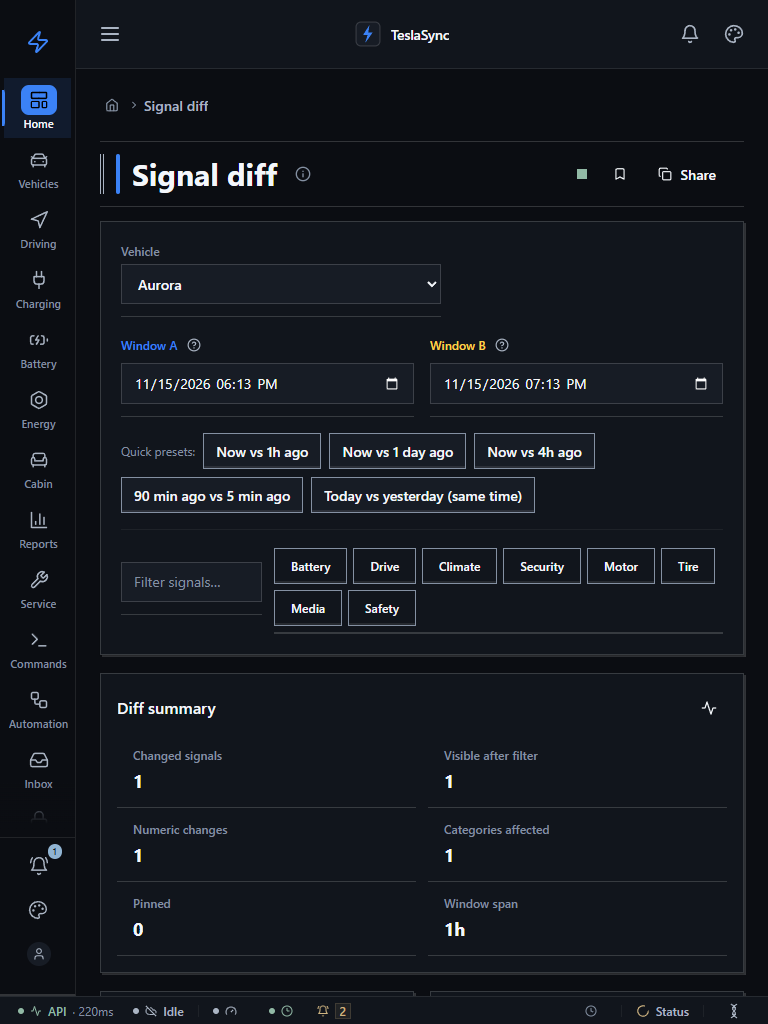 TeslaSync
Home
Vehicles
Driving
Charging
Battery
Energy
Cabin
Reports
Service
Commands
Automation
Inbox
1
Signal diff
Signal diff
Share
Vehicle
Aurora
Window A
Window B
11/15/2026 06:13 PM
11/15/2026 07:13 PM
Quick presets:
Now vs 1h ago
Now vs 1 day ago
Now vs 4h ago
90 min ago vs 5 min ago
Today vs yesterday (same time)
Filter signals...
Battery
Drive
Climate
Security
Motor
Tire
Media
Safety
Diff summary
Changed signals
1
Visible after filter
1
Numeric changes
1
Categories affected
1
Pinned
0
Window span
1h
API · 220ms
Idle
2
Status